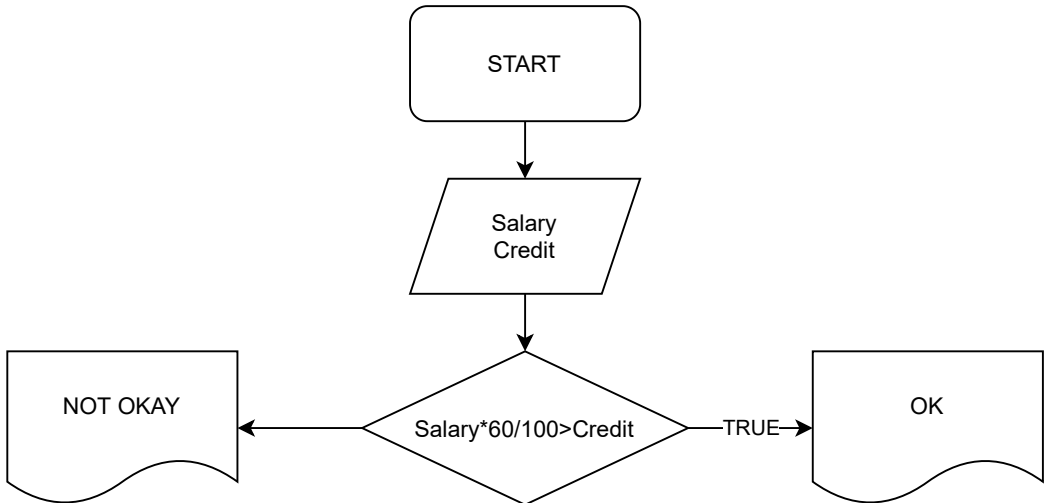 START
Salary
Credit
NOT OKAY
Salary*60/100>Credit
TRUE
OK